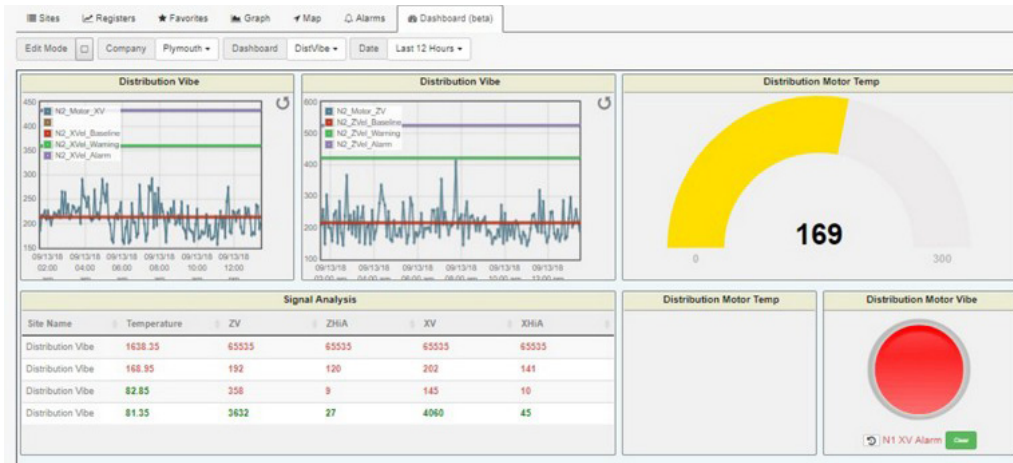 Sites Registers Favorites Graph Map Alarms Dashboard (beta)
Edit Mode Company Plymouth Dashboard DistVibe Date Last 12 Hours
Distribution Vibe
450
400
350
300
250
200
150
N2_Motor_XV
N2_XVel_Baseline
N2_XVel_Warning
N2_XVel_Alarm
09/13/18 09/13/18 09/13/18 09/13/18 09/13/18 09/13/18
02:00 04:00 06:00 08:00 10:00 12:00
Distribution Vibe
600
500
400
300
200
100
N2_Motor_ZV
N2_ZVel_Baseline
N2_ZVel_Warning
N2_ZVel_Alarm
09/13/18 09/13/18 09/13/18 09/13/18 09/13/18 09/13/18
Distribution Motor Temp
169
0 300
Signal Analysis
Site Name Temperature ZV ZHiA XV XHiA
Distribution Vibe 1638.35 65535 65535 65535 65535
Distribution Vibe 168.95 192 120 202 141
Distribution Vibe 82.85 358 9 145 10
Distribution Vibe 81.35 3632 27 4060 45
Distribution Motor Temp
Distribution Motor Vibe
N1 XV Alarm Clear